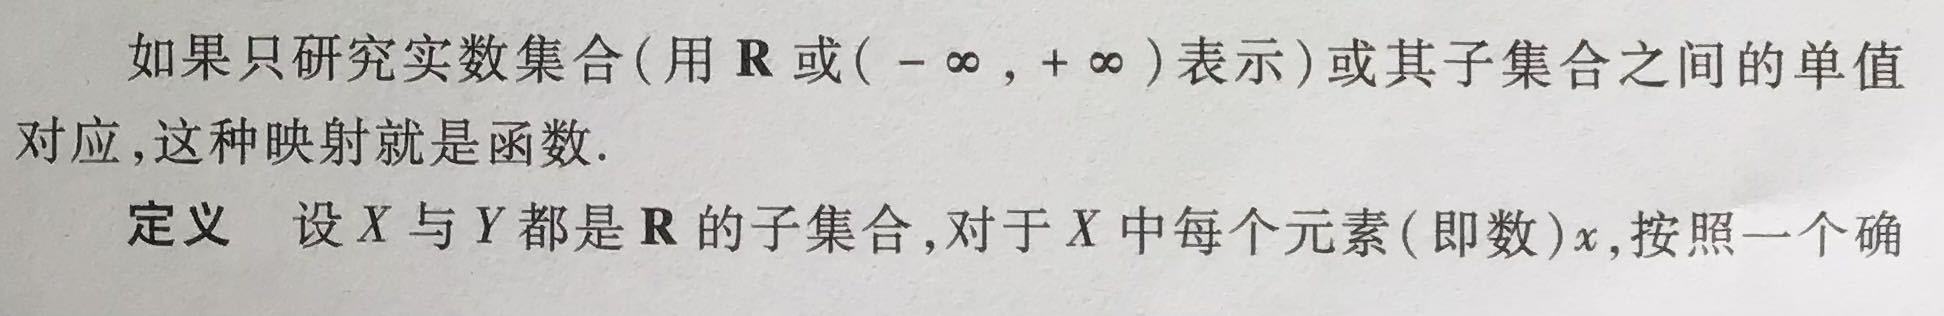 如果只研究实数集合(用 R 或( - ∞ , + ∞ )表示)或其子集合之间的单值
对应,这种映射就是函数.
定义 设 X 与 Y 都是 R 的子集合,对于 X 中每个元素(即数)x,按照一个确